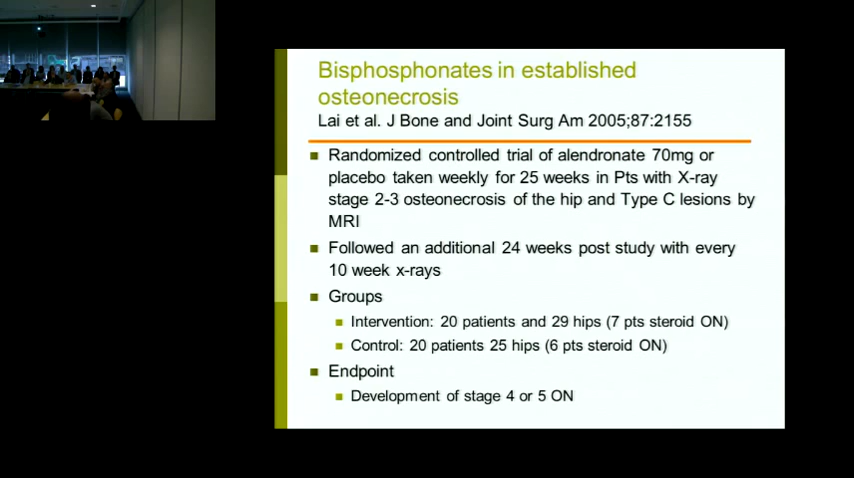 Bisphosphonates in established
osteonecrosis
Lai et al. J Bone and Joint Surg Am 2005;87:2155
Randomized controlled trial of alendronate 70mg or
placebo taken weekly for 25 weeks in Pts with X-ray
stage 2-3 osteonecrosis of the hip and Type C lesions by
MRI
Followed an additional 24 weeks post study with every
10 week x-rays
Groups
Intervention: 20 patients and 29 hips (7 pts steroid ON)
Control: 20 patients 25 hips (6 pts steroid ON)
Endpoint
Development of stage 4 or 5 ON